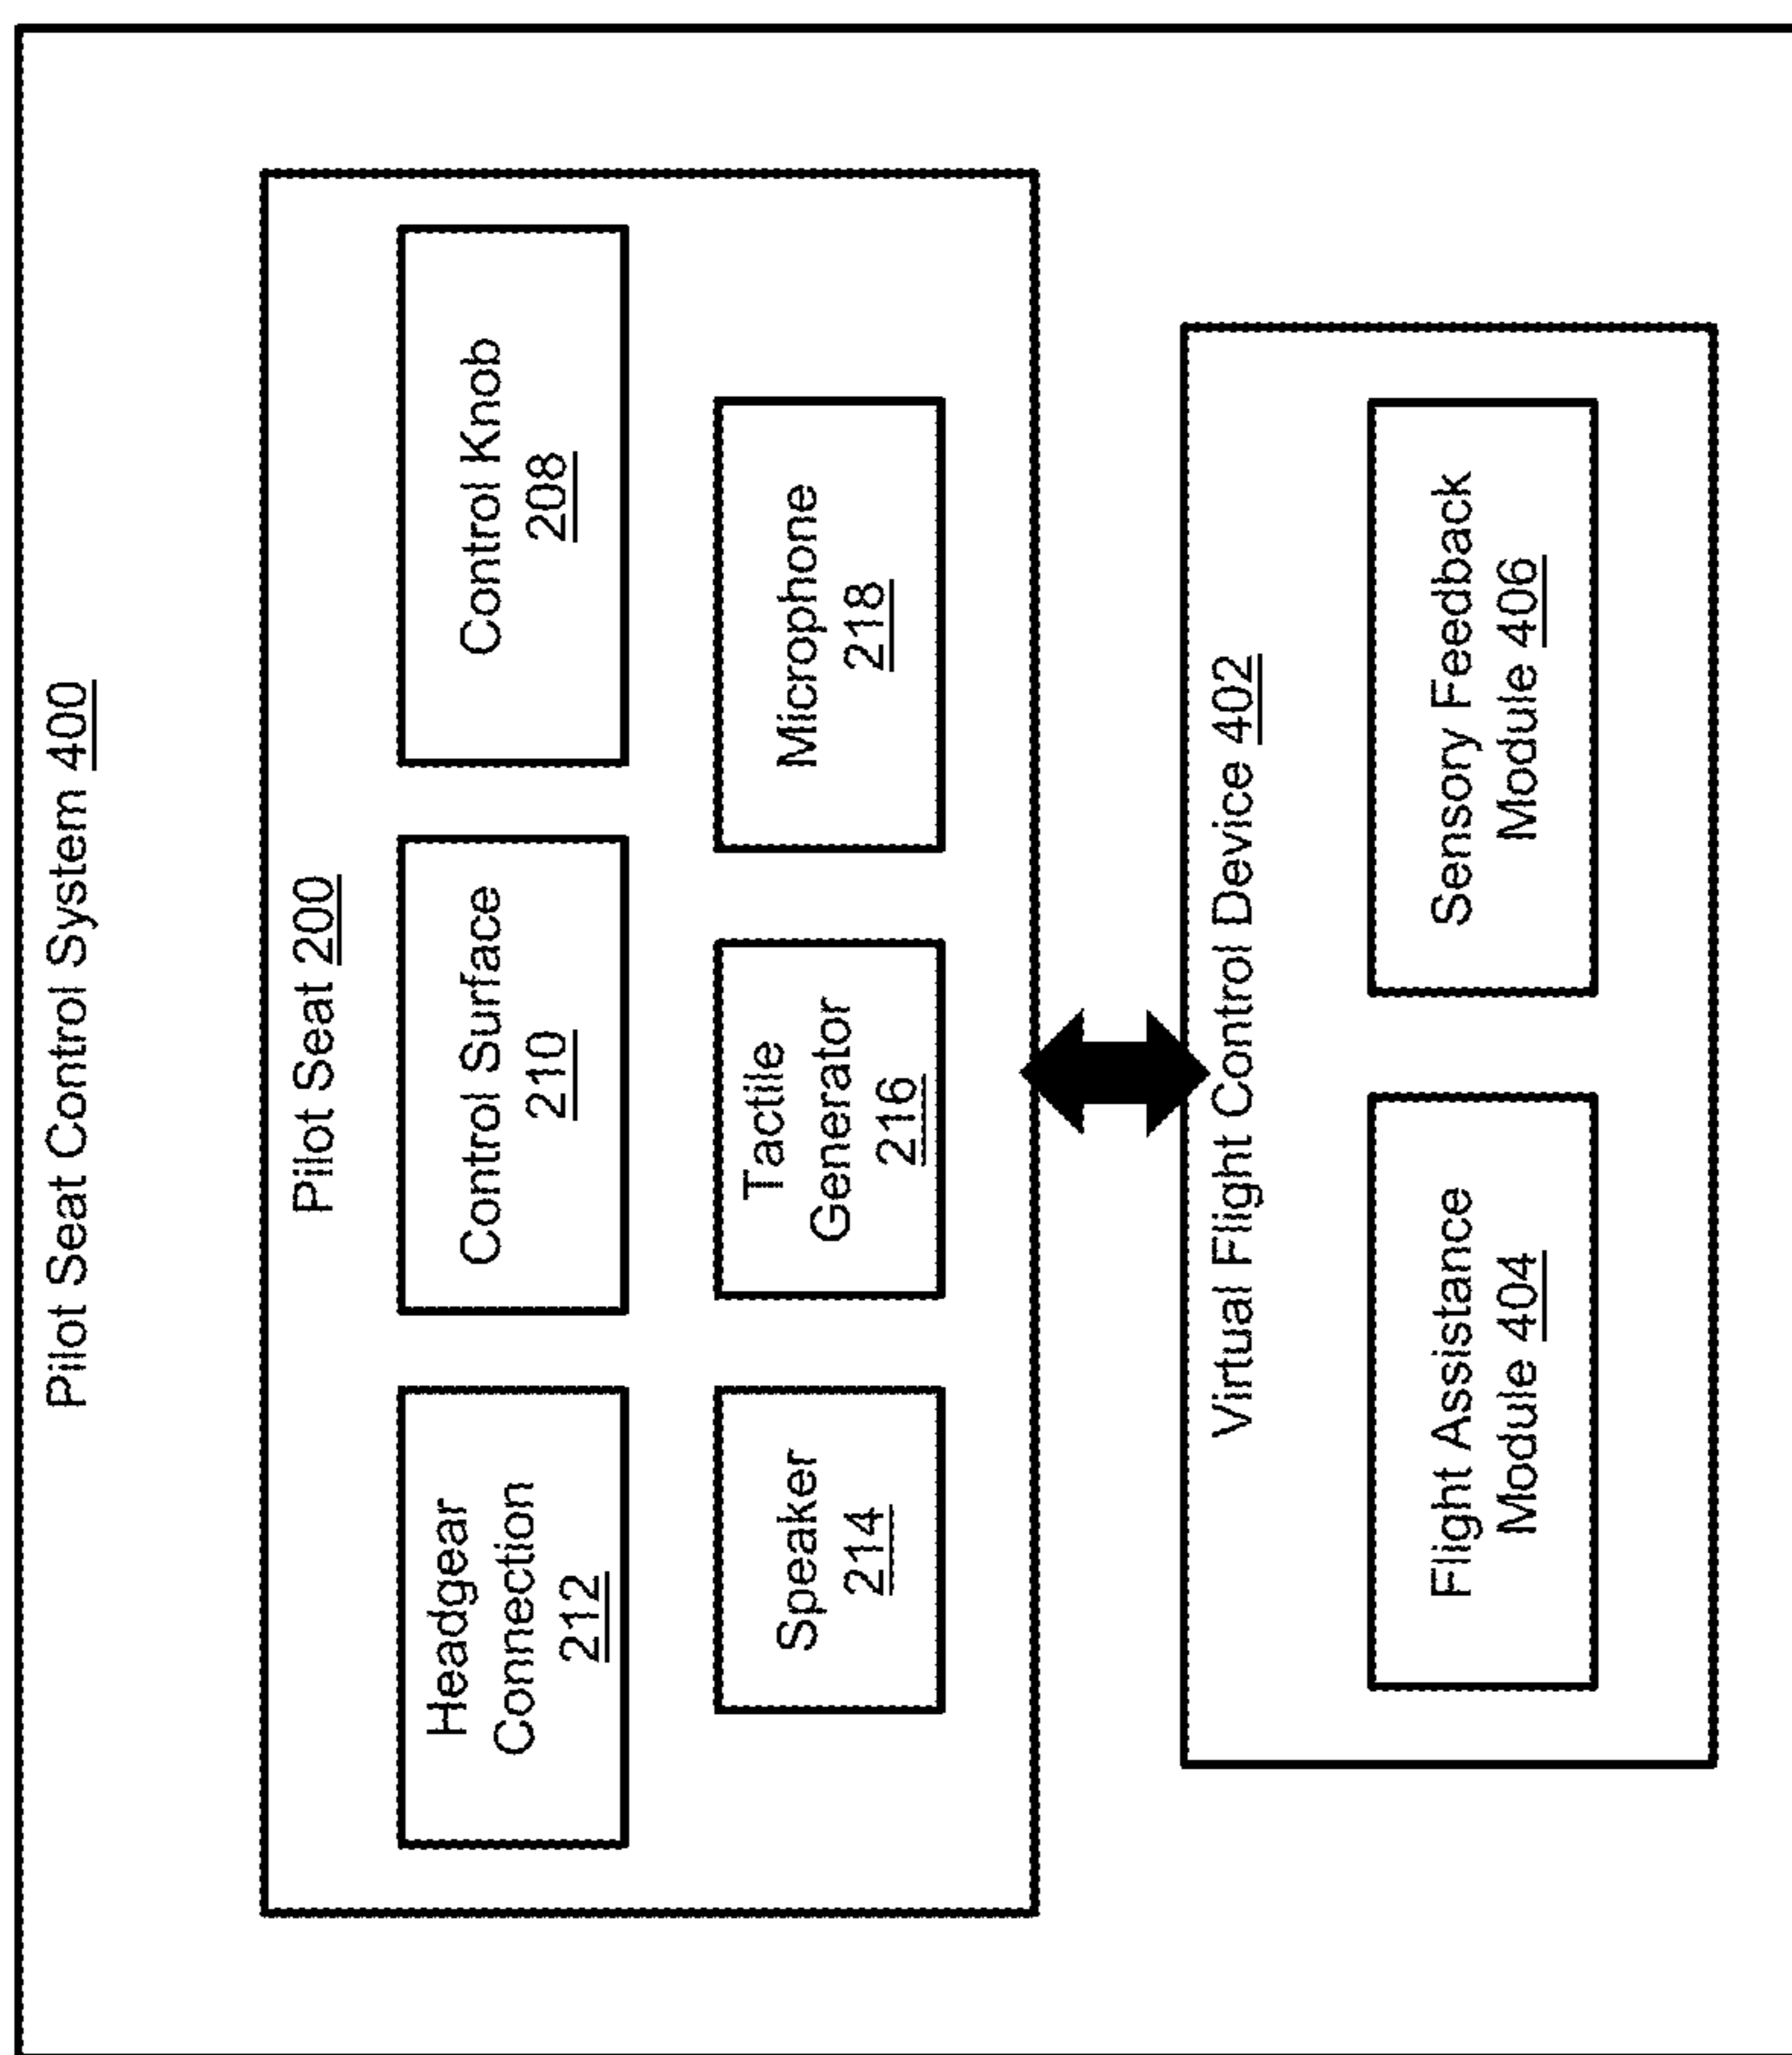 Pilot Seat Control System 400
Pilot Seat 200
Headgear
Connection
212
Control Surface
210
Control Knob
208
Speaker
214
Tactile
Generator
216
Microphone
218
Virtual Flight Control Device 402
Flight Assistance
Module 404
Sensory Feedback
Module 406